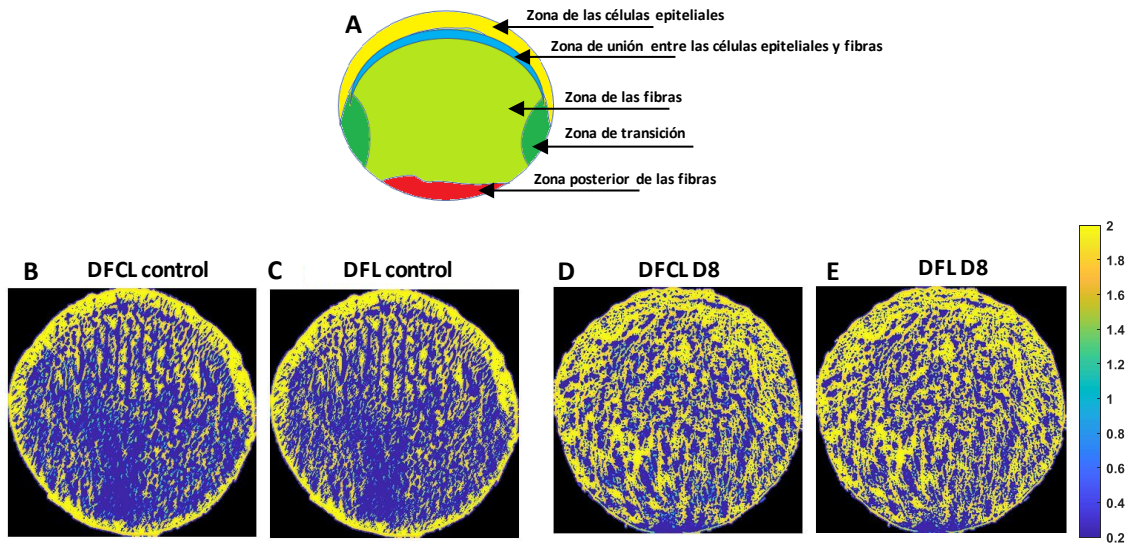 A
Zona de las células epiteliales
Zona de unión entre las células epiteliales y fibras
Zona de las fibras
Zona de transición
Zona posterior de las fibras
B DFCL control
C DFL control
D DFCL D8
E DFL D8
2
1.8
1.6
1.4
1.2
1
0.8
0.6
0.4
0.2